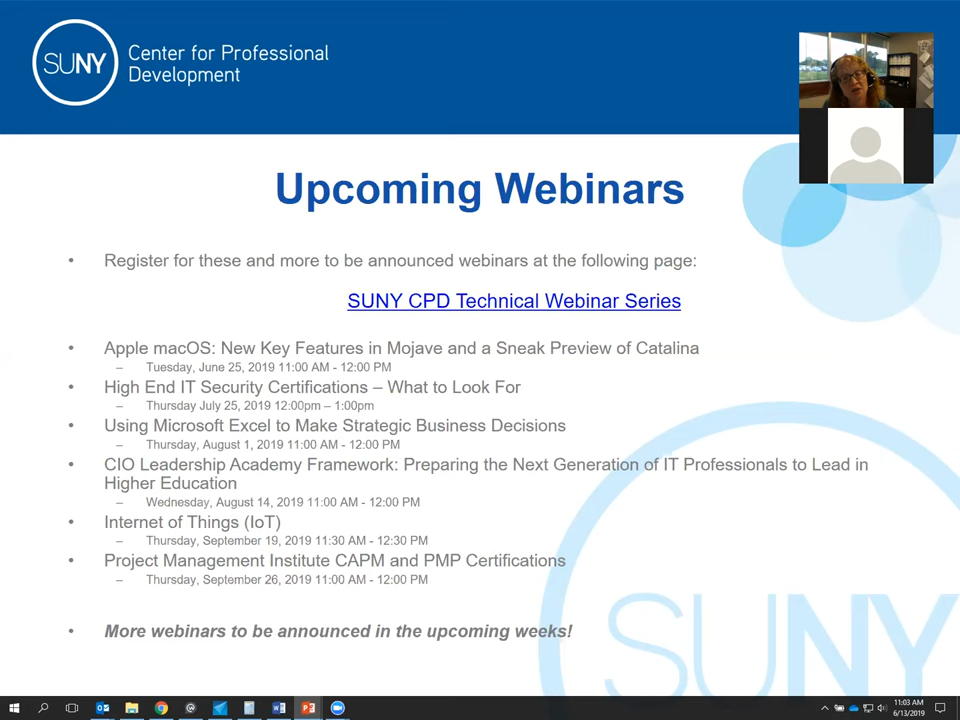 SUNY
Center for Professional
Development
Upcoming Webinars
• Register for these and more to be announced webinars at the following page:
SUNY CPD Technical Webinar Series
• Apple macOS: New Key Features in Mojave and a Sneak Preview of Catalina
– Tuesday, June 25, 2019 11:00 AM - 12:00 PM
• High End IT Security Certifications – What to Look For
– Thursday July 25, 2019 12:00pm – 1:00pm
• Using Microsoft Excel to Make Strategic Business Decisions
– Thursday, August 1, 2019 11:00 AM - 12:00 PM
• CIO Leadership Academy Framework: Preparing the Next Generation of IT Professionals to Lead in
Higher Education
– Wednesday, August 14, 2019 11:00 AM - 12:00 PM
• Internet of Things (IoT)
– Thursday, September 19, 2019 11:30 AM - 12:30 PM
• Project Management Institute CAPM and PMP Certifications
– Thursday, September 26, 2019 11:00 AM - 12:00 PM
• More webinars to be announced in the upcoming weeks!
SUNY
11:03 AM
6/13/2019